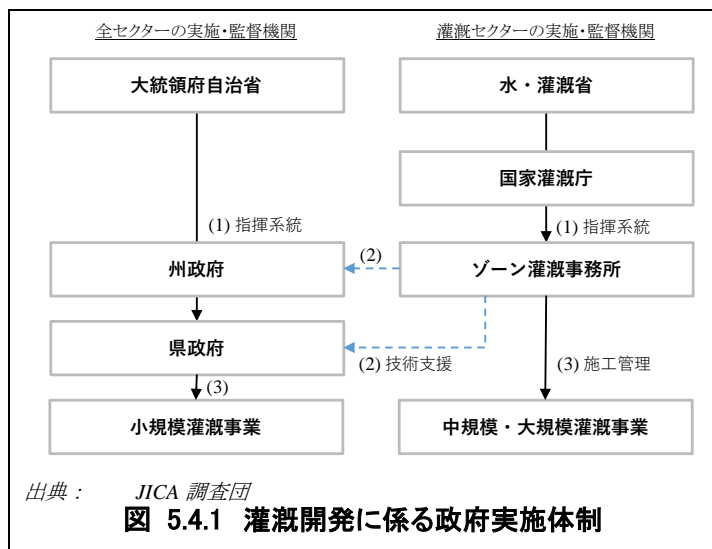 全セクターの実施・監督機関
灌漑セクターの実施・監督機関
大統領府自治省
水・灌漑省
国家灌漑庁
(1) 指揮系統
(1) 指揮系統
州政府
(2)
ゾーン灌漑事務所
県政府
(2) 技術支援
(3) 施工管理
(3)
小規模灌漑事業
中規模・大規模灌漑事業
出典： JICA 調査団
図 5.4.1 灌漑開発に係る政府実施体制